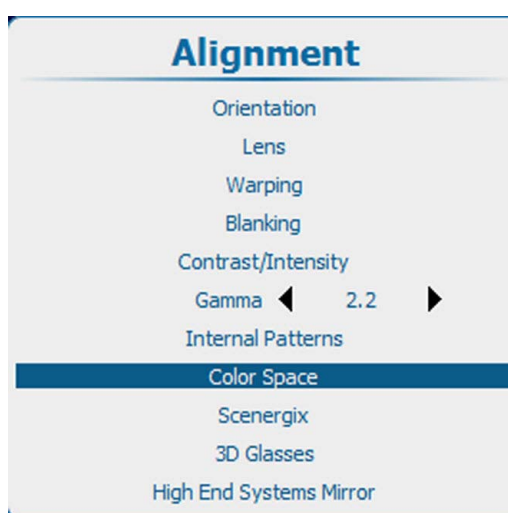 Alignment
Orientation
Lens
Warping
Blanking
Contrast/Intensity
Gamma 2.2
Internal Patterns
Color Space
Scenergix
3D Glasses
High End Systems Mirror